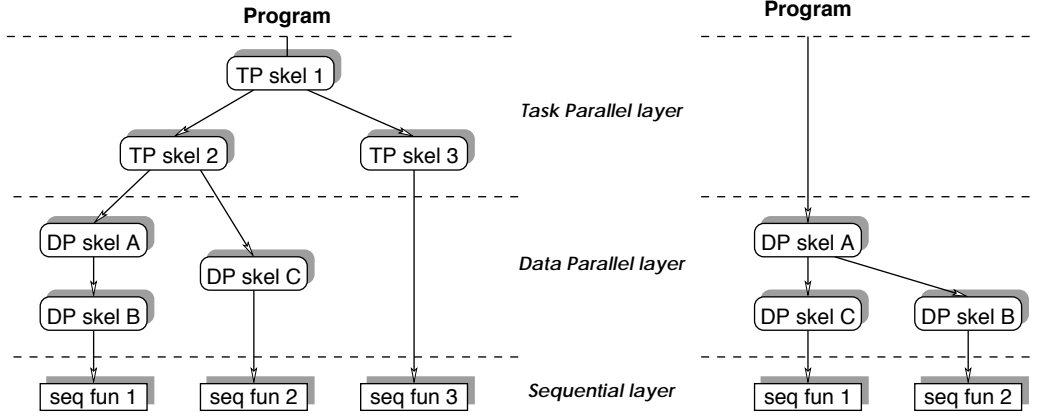 Program
Program
TP skel 1
Task Parallel layer
TP skel 2
TP skel 3
DP skel A
DP skel A
DP skel C
Data Parallel layer
DP skel B
DP skel C
DP skel B
seq fun 1
seq fun 2
seq fun 3
Sequential layer
seq fun 1
seq fun 2